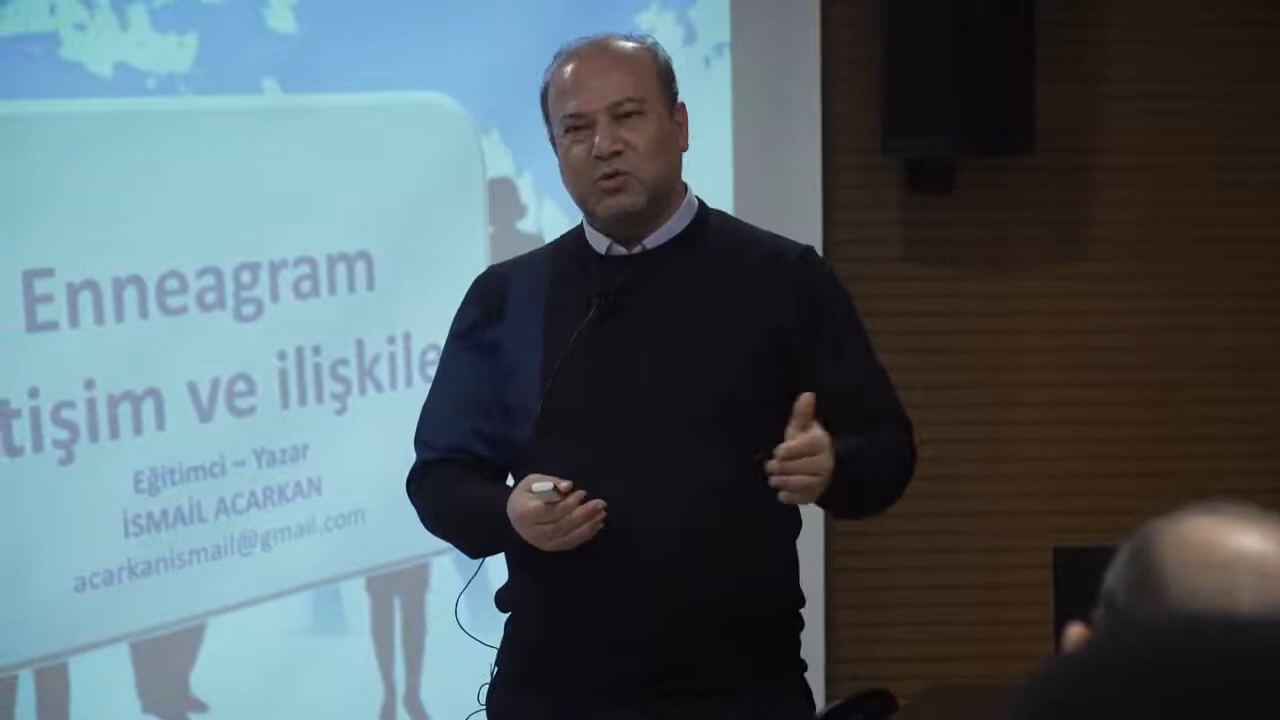 Enneagram
tişim ve ilişkile
Eğitimci – Yazar
İSMAİL ACARKAN
acarkanismail@gmail.com